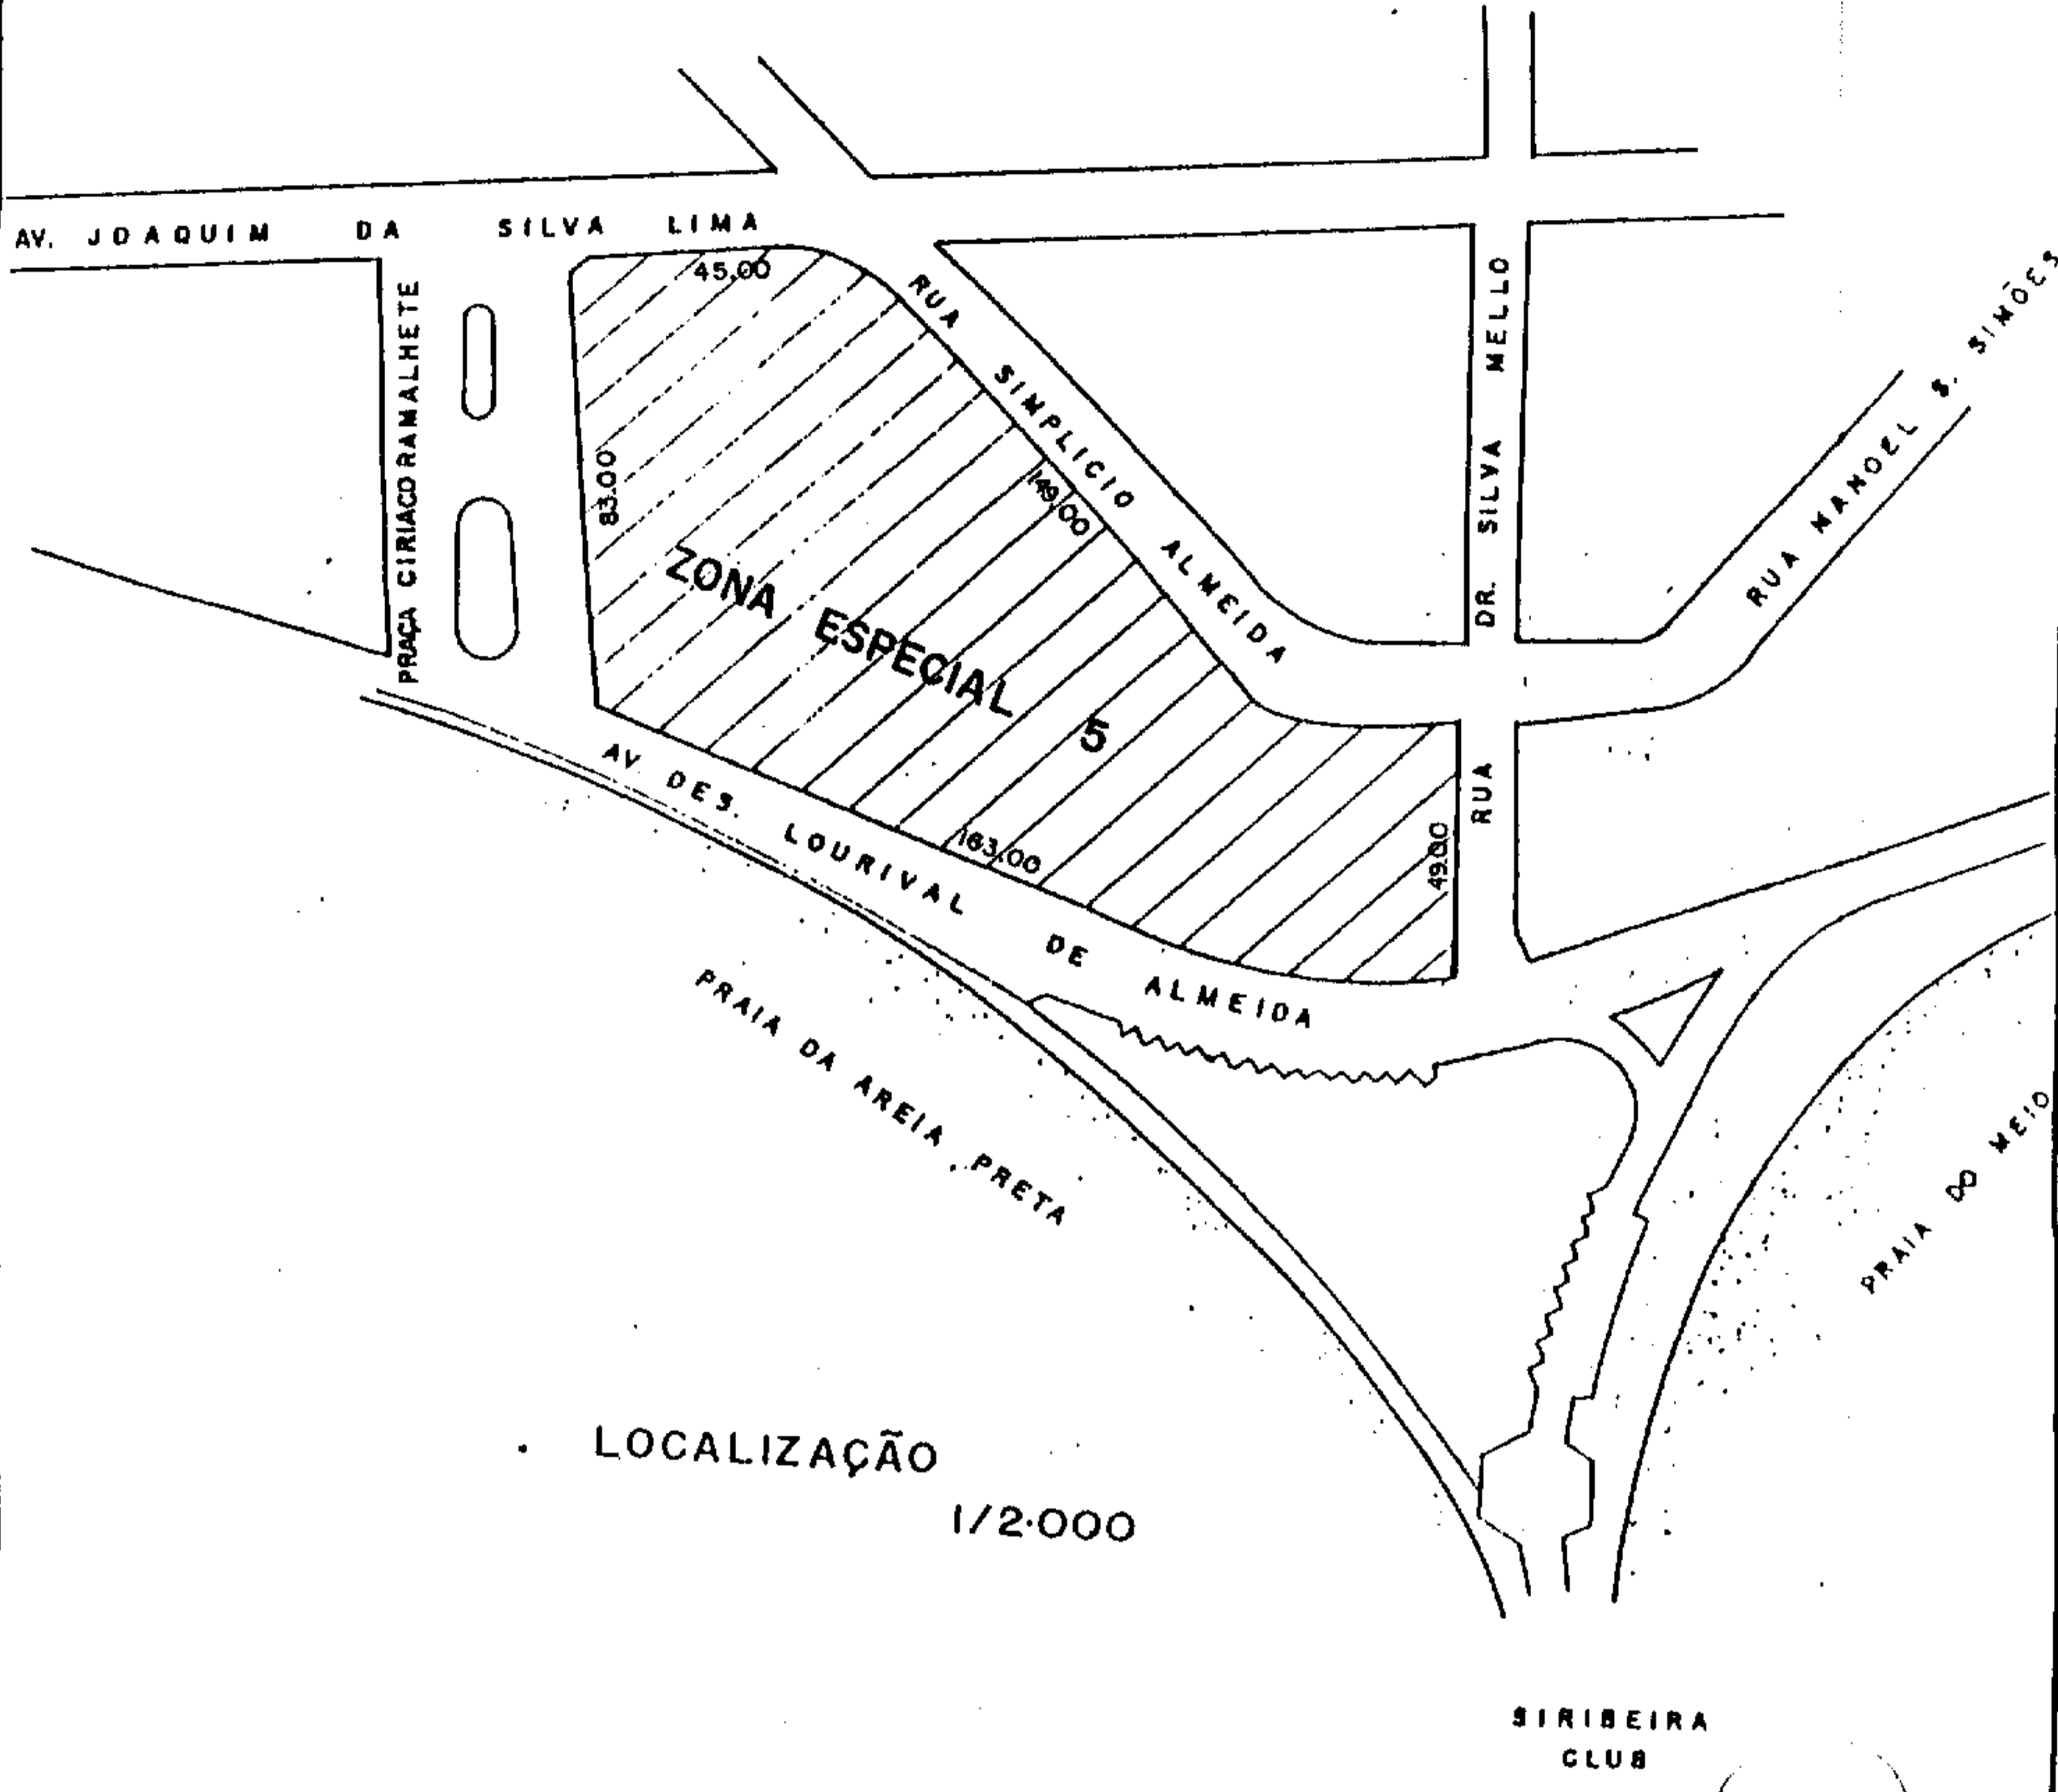 AV. JOAQUIM DA SILVA LIMA
45.00
PRAÇA CIRIACO RAMALHETE
83.00
RUA SIMPLICIO ALMEIDA
149.00
RUA DR. SILVA MELLO
RUA MANOEL S. SIMÕES
ZONA ESPECIAL 5
163.00
49.00
AV. DES. LOURIVAL DE ALMEIDA
PRAIA DA AREIA PRETA
PRAIA DO MEIO
LOCALIZAÇÃO
1/2.000
SIRIBEIRA
CLUB